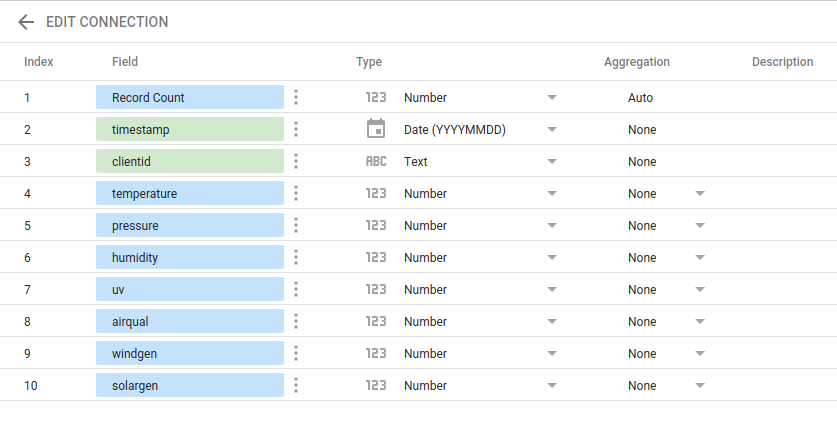 EDIT CONNECTION
Index Field Type Aggregation Description
1 Record Count 123 Number Auto
2 timestamp Date (YYYYMMDD) None
3 clientid ABC Text None
4 temperature 123 Number None
5 pressure 123 Number None
6 humidity 123 Number None
7 uv 123 Number None
8 airqual 123 Number None
9 windgen 123 Number None
10 solargen 123 Number None